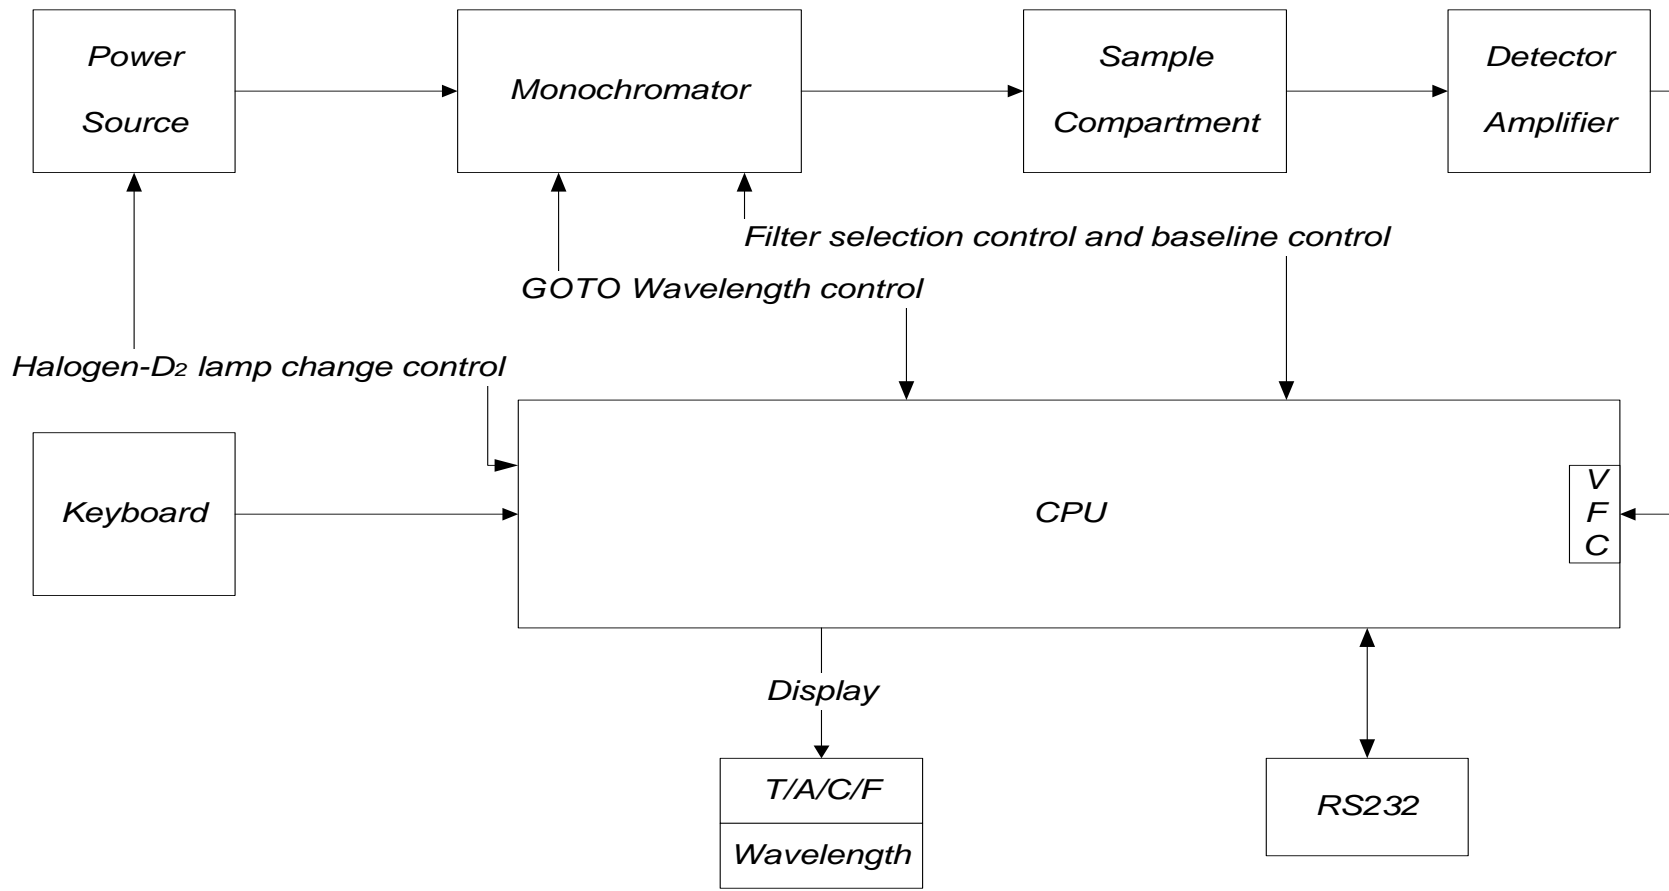 Power
Source
Monochromator
Sample
Compartment
Detector
Amplifier
Filter selection control and baseline control
GOTO Wavelength control
Halogen-D2 lamp change control
Keyboard
CPU
V
F
C
Display
T/A/C/F
Wavelength
RS232